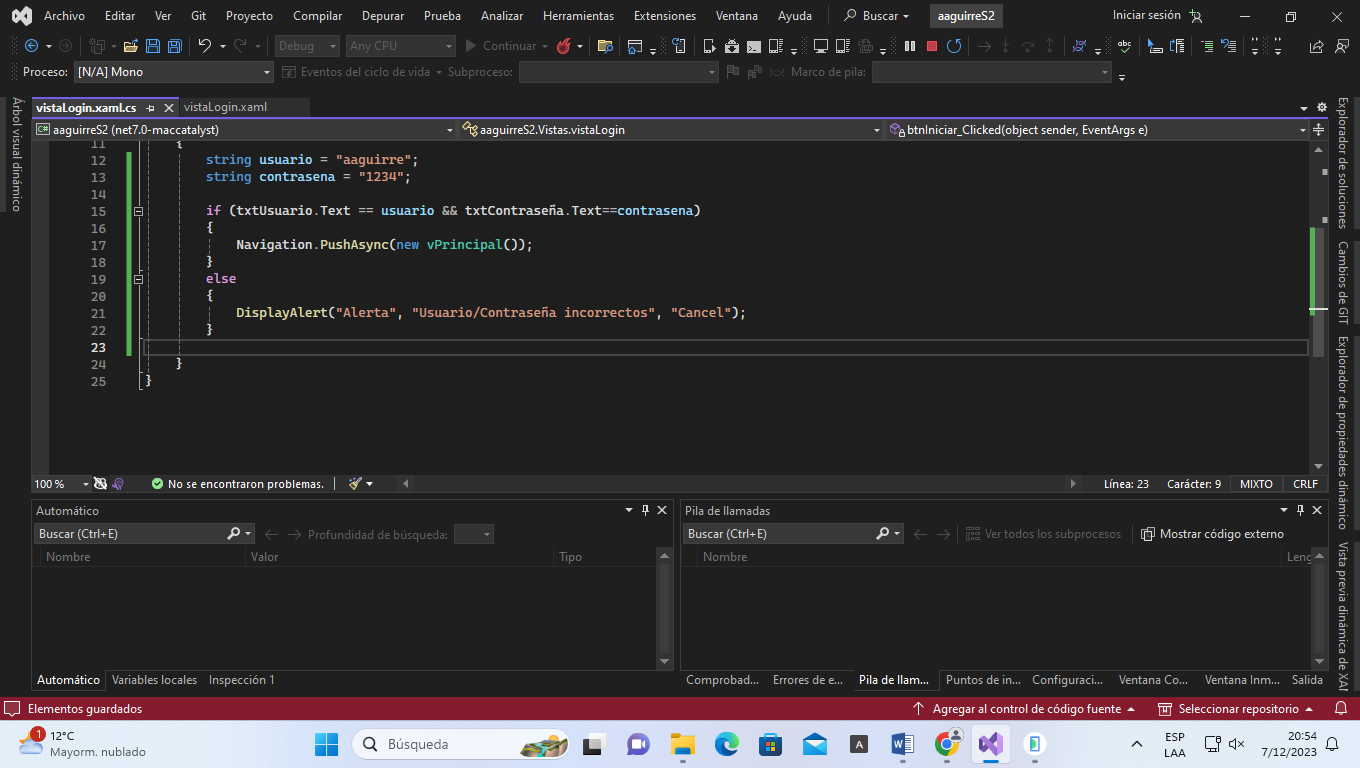 Archivo Editar Ver Git Proyecto Compilar Depurar Prueba Analizar Herramientas Extensiones Ventana Ayuda Buscar aaguirreS2 Iniciar sesión
Debug Any CPU Continuar
Proceso: [N/A] Mono Eventos del ciclo de vida Subproceso: Marco de pila:
Árbol visual dinámico
vistaLogin.xaml.cs vistaLogin.xaml
C# aaguirreS2 (net7.0-maccatalyst) aaguirreS2.Vistas.vistaLogin btnIniciar_Clicked(object sender, EventArgs e)
11 {
12 string usuario = "aaguirre";
13 string contrasena = "1234";
14
15 if (txtUsuario.Text == usuario && txtContraseña.Text==contrasena)
16 {
17 Navigation.PushAsync(new vPrincipal());
18 }
19 else
20 {
21 DisplayAlert("Alerta", "Usuario/Contraseña incorrectos", "Cancel");
22 }
23
24 }
25 }
Explorador de soluciones
Cambios de GIT
Explorador de propiedades dinámico
Vista previa dinámica de XAI
100 % No se encontraron problemas. Línea: 23 Carácter: 9 MIXTO CRLF
Automático
Buscar (Ctrl+E) Profundidad de búsqueda:
Nombre Valor Tipo
Automático Variables locales Inspección 1
Pila de llamadas
Buscar (Ctrl+E) Ver todos los subprocesos Mostrar código externo
Nombre Leng
Comprobad... Errores de e... Pila de llam... Puntos de in... Configuraci... Ventana Co... Ventana Inm... Salida
Elementos guardados Agregar al control de código fuente Seleccionar repositorio
1 12°C
Mayorm. nublado
Búsqueda
A
W
ESP
LAA
20:54
7/12/2023